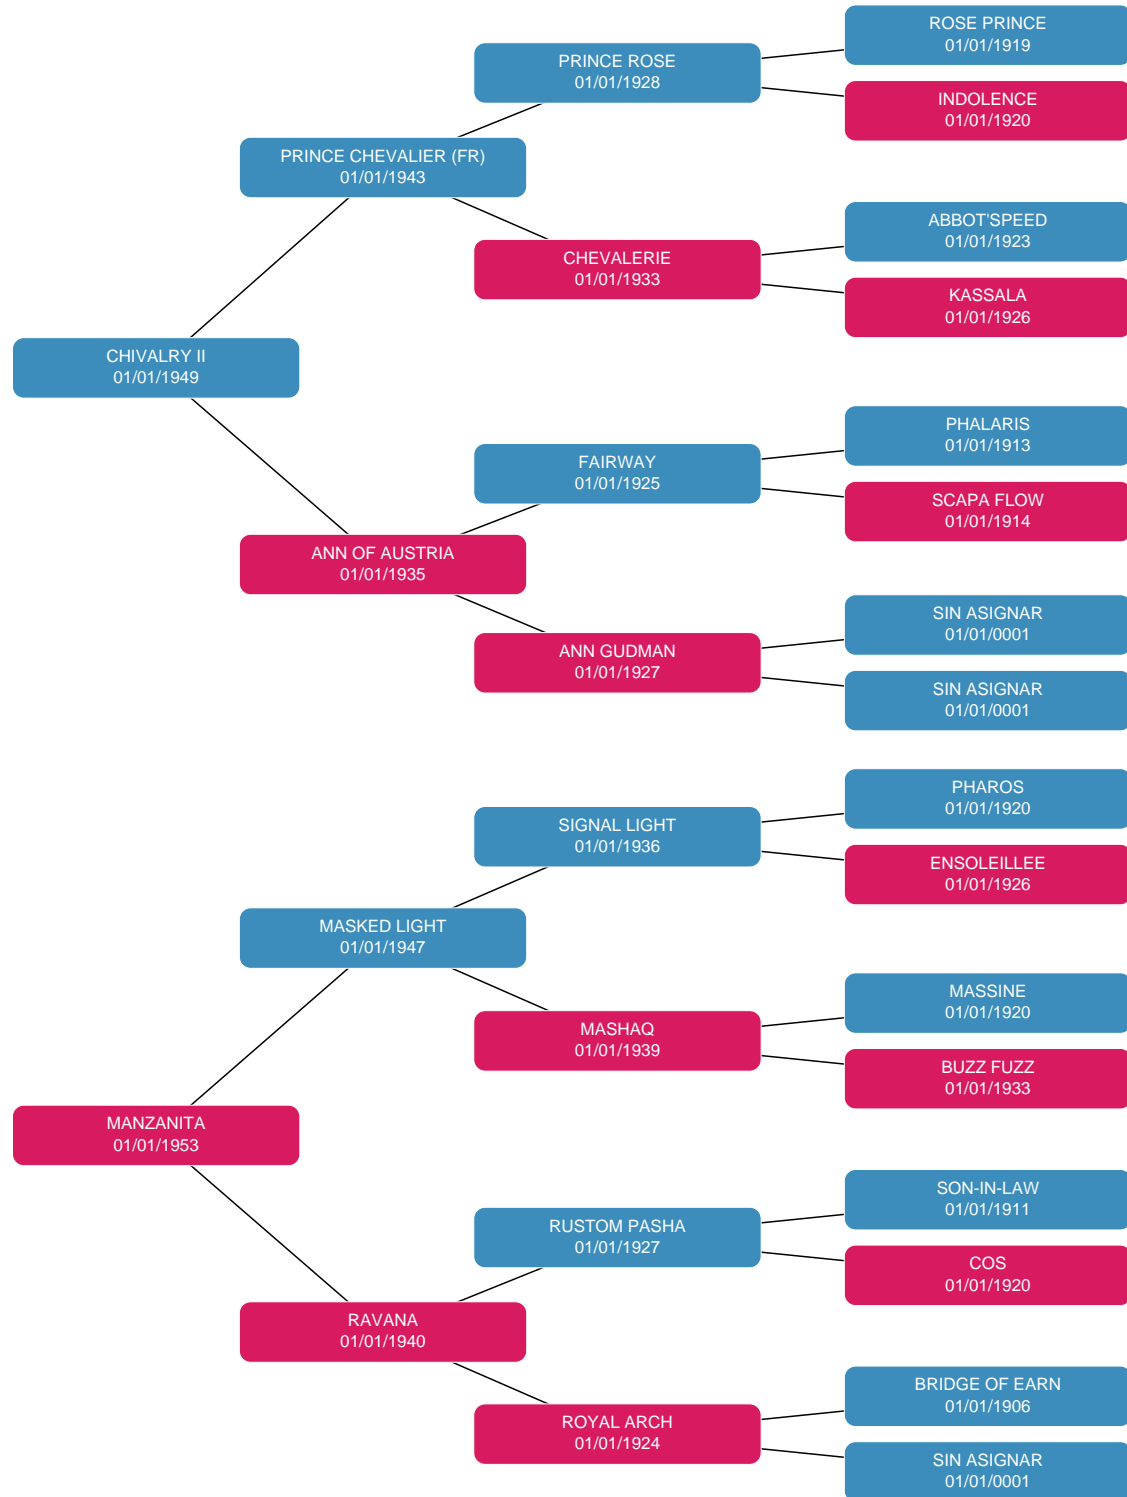 ROSE PRINCE
01/01/1919
PRINCE ROSE
01/01/1928
INDOLENCE
01/01/1920
PRINCE CHEVALIER (FR)
01/01/1943
ABBOT'SPEED
01/01/1923
CHEVALERIE
01/01/1933
KASSALA
01/01/1926
CHIVALRY II
01/01/1949
PHALARIS
01/01/1913
FAIRWAY
01/01/1925
SCAPA FLOW
01/01/1914
ANN OF AUSTRIA
01/01/1935
SIN ASIGNAR
01/01/0001
ANN GUDMAN
01/01/1927
SIN ASIGNAR
01/01/0001
PHAROS
01/01/1920
SIGNAL LIGHT
01/01/1936
ENSOLEILLEE
01/01/1926
MASKED LIGHT
01/01/1947
MASSINE
01/01/1920
MASHAQ
01/01/1939
BUZZ FUZZ
01/01/1933
MANZANITA
01/01/1953
SON-IN-LAW
01/01/1911
RUSTOM PASHA
01/01/1927
COS
01/01/1920
RAVANA
01/01/1940
BRIDGE OF EARN
01/01/1906
ROYAL ARCH
01/01/1924
SIN ASIGNAR
01/01/0001